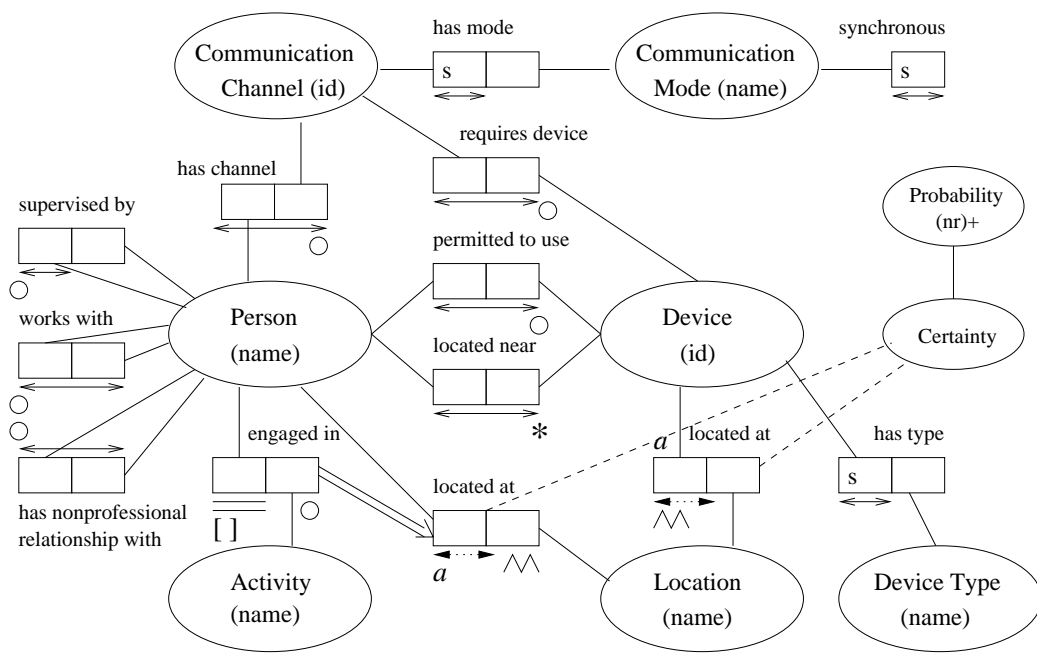 has mode
synchronous
Communication
Channel (id)
s
Communication
Mode (name)
s
requires device
has channel
supervised by
Probability
(nr)+
permitted to use
works with
Person
(name)
Device
(id)
Certainty
located near
*
engaged in
a
located at
has type
s
located at
[ ]
a
has nonprofessional
relationship with
Activity
(name)
Location
(name)
Device Type
(name)